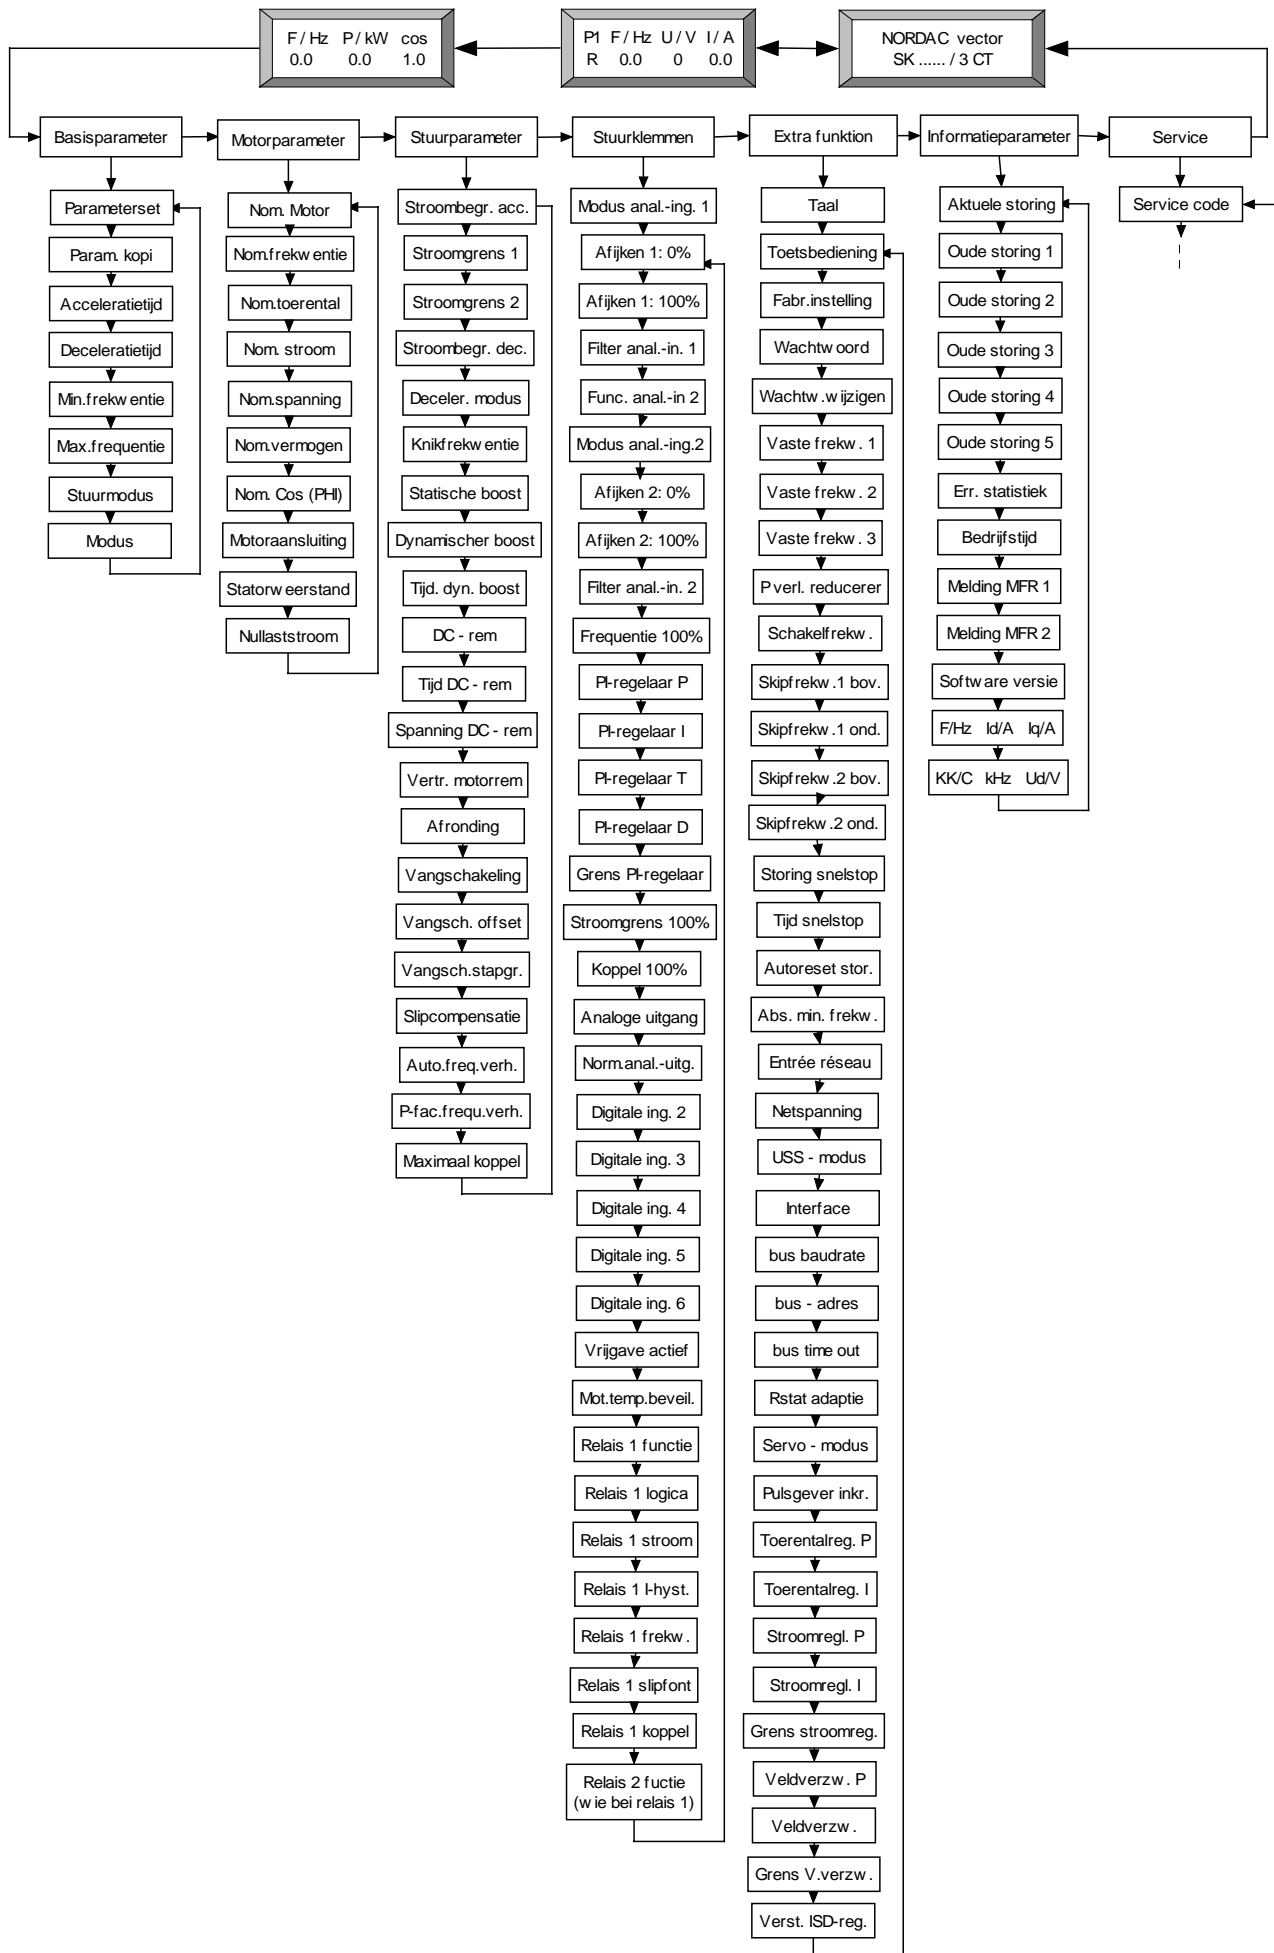 F / Hz P / kW cos
0.0 0.0 1.0
P1 F / Hz U / V I / A
R 0.0 0 0.0
NORDAC vector
SK ...... / 3 CT
Basisparameter
Motorparameter
Stuurparameter
Stuurklemmen
Extra funktion
Informatieparameter
Service
Parameterset
Param. kopi
Acceleratietijd
Deceleratietijd
Min.frekwentie
Max.frequentie
Stuurmodus
Modus
Nom. Motor
Nom.frekwentie
Nom.toerental
Nom. stroom
Nom.spanning
Nom.vermogen
Nom. Cos (PHI)
Motoraansluiting
Statorweerstand
Nullaststroom
Stroombegr. acc.
Stroomgrens 1
Stroomgrens 2
Stroombegr. dec.
Deceler. modus
Knikfrekwentie
Statische boost
Dynamischer boost
Tijd. dyn. boost
DC - rem
Tijd DC - rem
Spanning DC - rem
Vertr. motorrem
Afronding
Vangschakeling
Vangsch. offset
Vangsch.stapgr.
Slipcompensatie
Auto.freq.verh.
P-fac.frequ.verh.
Maximaal koppel
Modus anal.-ing. 1
Afijken 1: 0%
Afijken 1: 100%
Filter anal.-in. 1
Func. anal.-in 2
Modus anal.-ing.2
Afijken 2: 0%
Afijken 2: 100%
Filter anal.-in. 2
Frequentie 100%
PI-regelaar P
PI-regelaar I
PI-regelaar T
PI-regelaar D
Grens PI-regelaar
Stroomgrens 100%
Koppel 100%
Analoge uitgang
Norm.anal.-uitg.
Digitale ing. 2
Digitale ing. 3
Digitale ing. 4
Digitale ing. 5
Digitale ing. 6
Vrijgave actief
Mot.temp.beveil.
Relais 1 functie
Relais 1 logica
Relais 1 stroom
Relais 1 I-hyst.
Relais 1 frekw.
Relais 1 slipfont
Relais 1 koppel
Relais 2 fuctie
(wie bei relais 1)
Taal
Toetsbediening
Fabr.instelling
Wachtwoord
Wachtw.wijzigen
Vaste frekw. 1
Vaste frekw. 2
Vaste frekw. 3
P verl. reducerer
Schakelfrekw.
Skipfrekw.1 bov.
Skipfrekw.1 ond.
Skipfrekw.2 bov.
Skipfrekw.2 ond.
Storing snelstop
Tijd snelstop
Autoreset stor.
Abs. min. frekw.
Entrée réseau
Netspanning
USS - modus
Interface
bus baudrate
bus - adres
bus time out
Rstat adaptie
Servo - modus
Pulsgever inkr.
Toerentalreg. P
Toerentalreg. I
Stroomregl. P
Stroomregl. I
Grens stroomreg.
Veldverzw. P
Veldverzw.
Grens V.verzw.
Verst. ISD-reg.
Aktuele storing
Oude storing 1
Oude storing 2
Oude storing 3
Oude storing 4
Oude storing 5
Err. statistiek
Bedrijfstijd
Melding MFR 1
Melding MFR 2
Software versie
F/Hz Id/A Iq/A
KK/C kHz Ud/V
Service code